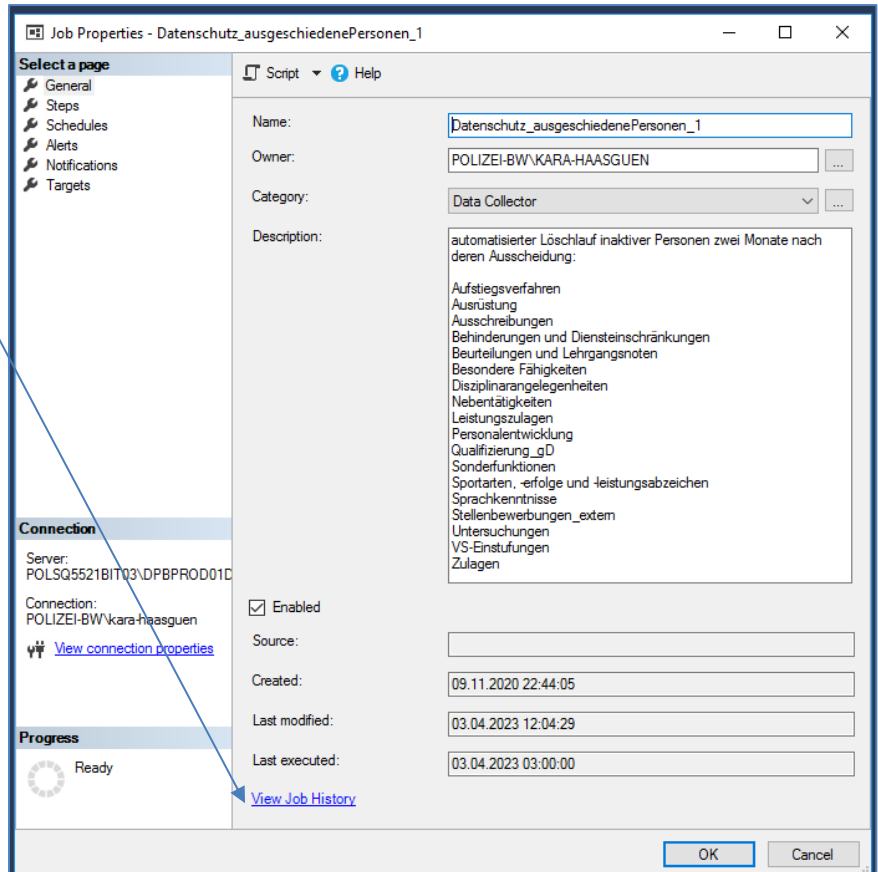 Job Properties - Datenschutz_ausgeschiedenePersonen_1
Select a page
General
Steps
Schedules
Alerts
Notifications
Targets
Script
Help
Name:
Datenschutz_ausgeschiedenePersonen_1
Owner:
POLIZEI-BW\KARA-HAASGUEN
...
Category:
Data Collector
...
Description:
automatisierter Löschlauf inaktiver Personen zwei Monate nach
deren Ausscheidung:
Aufstiegsverfahren
Ausrüstung
Ausschreibungen
Behinderungen und Diensteinschränkungen
Beurteilungen und Lehrgangsnoten
Besondere Fähigkeiten
Disziplinarangelegenheiten
Nebentätigkeiten
Leistungszulagen
Personalentwicklung
Qualifizierung_gD
Sonderfunktionen
Sportarten, -erfolge und -leistungsabzeichen
Sprachkenntnisse
Stellenbewerbungen_extern
Untersuchungen
VS-Einstufungen
Zulagen
Connection
Server:
POLSQ5521BIT03\DPBPROD01D
Connection:
POLIZEI-BW\kara-haasguen
View connection properties
Enabled
Source:
Created:
09.11.2020 22:44:05
Last modified:
03.04.2023 12:04:29
Last executed:
03.04.2023 03:00:00
Progress
Ready
View Job History
OK
Cancel